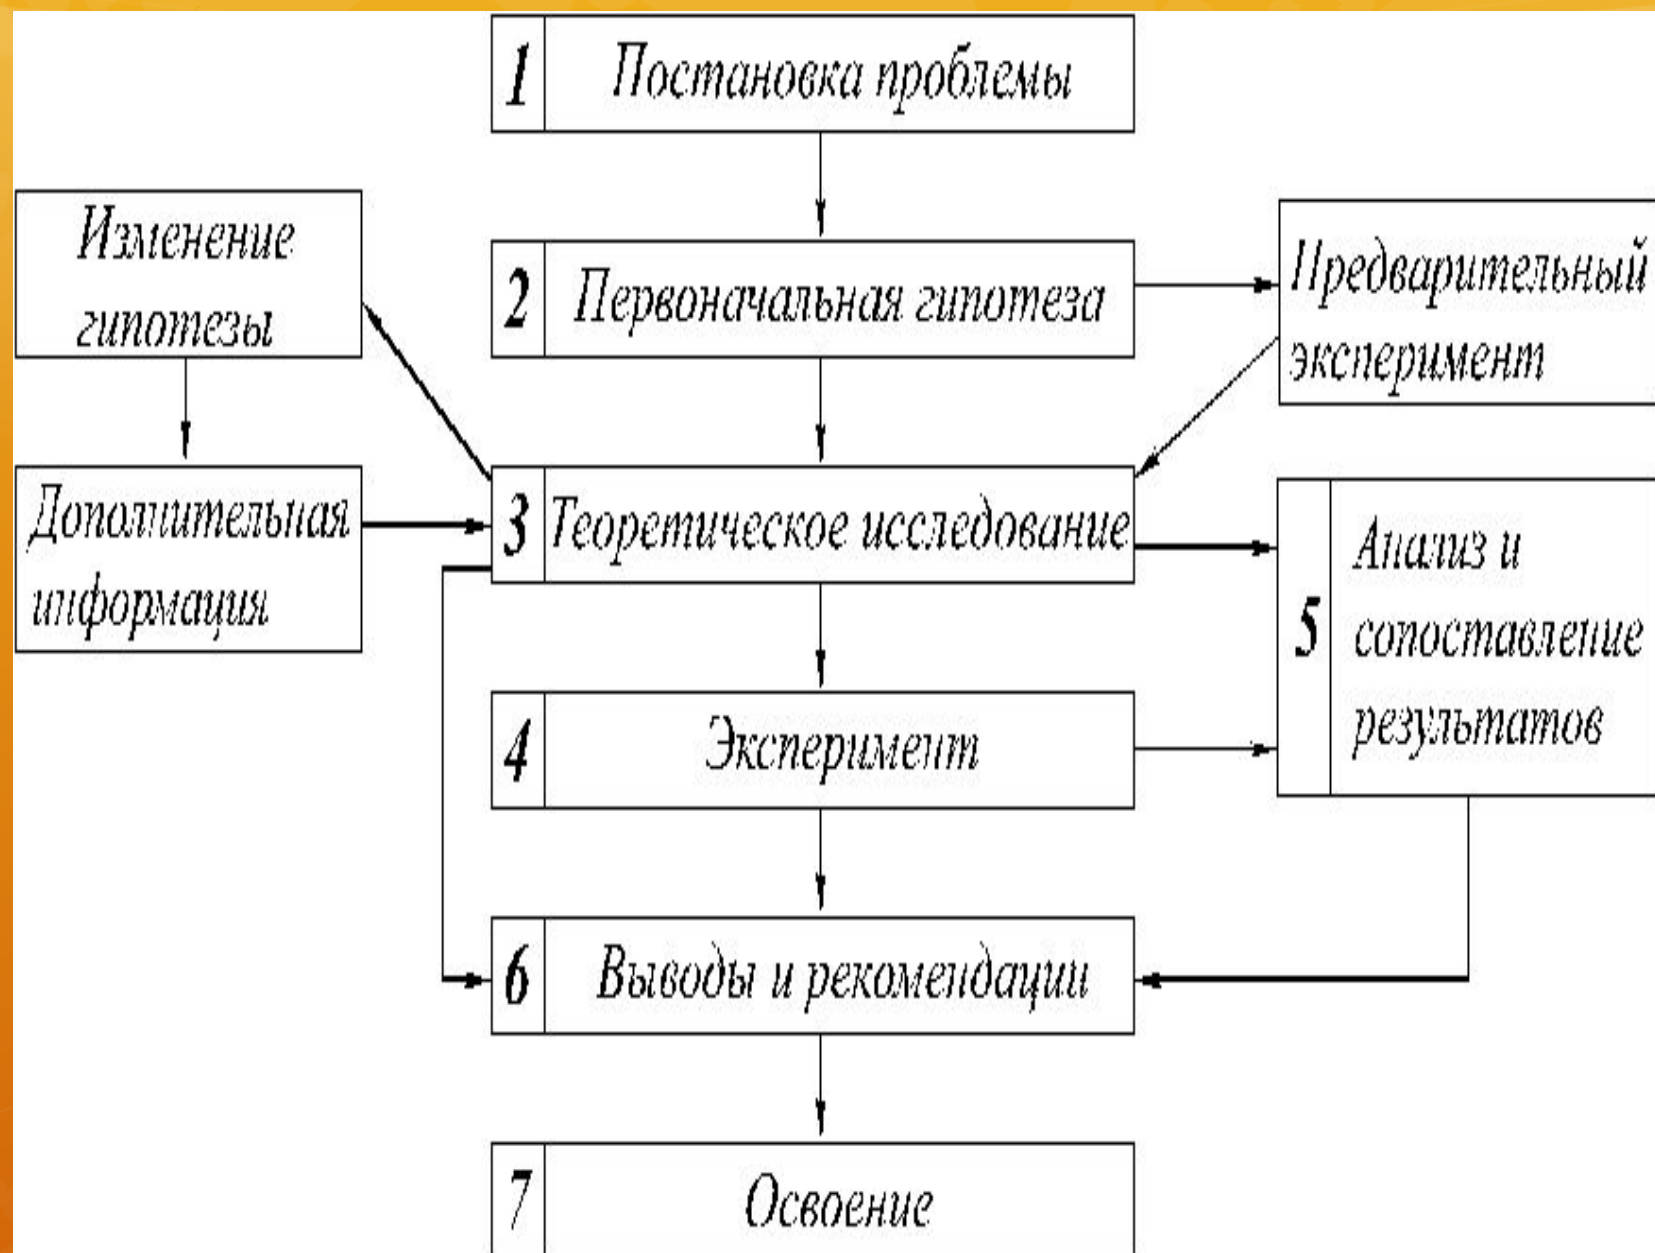 1 Постановка проблемы
Изменение
гипотезы
2 Первоначальная гипотеза
Предварительный
эксперимент
Дополнительная
информация
3 Теоретическое исследование
5 Анализ и
сопоставление
результатов
4 Эксперимент
6 Выводы и рекомендации
7 Освоение